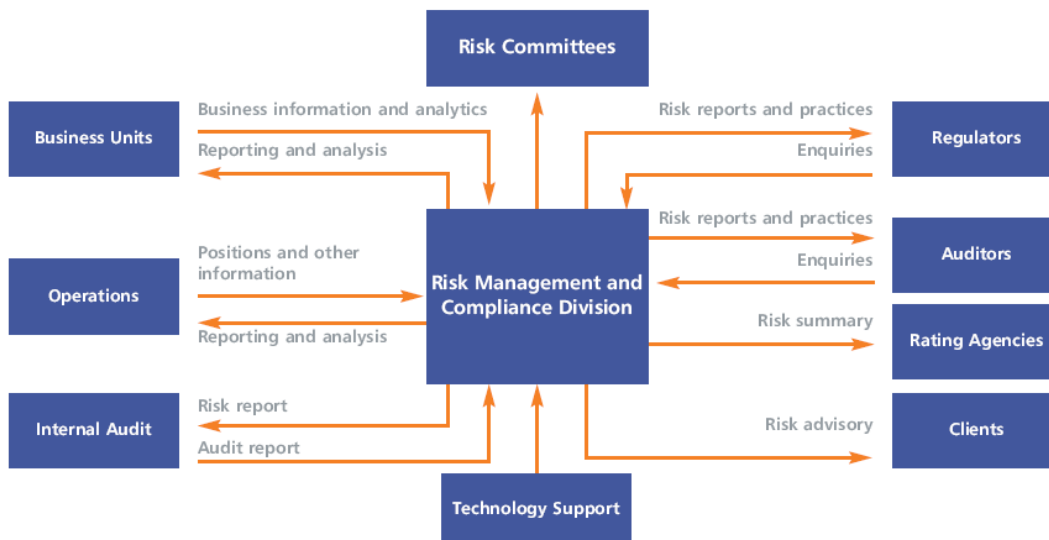 Risk Committees
Business information and analytics
Risk reports and practices
Business Units
Regulators
Reporting and analysis
Enquiries
Risk reports and practices
Positions and other
information
Enquiries
Auditors
Operations
Risk Management and
Compliance Division
Risk summary
Reporting and analysis
Rating Agencies
Risk report
Internal Audit
Risk advisory
Clients
Audit report
Technology Support